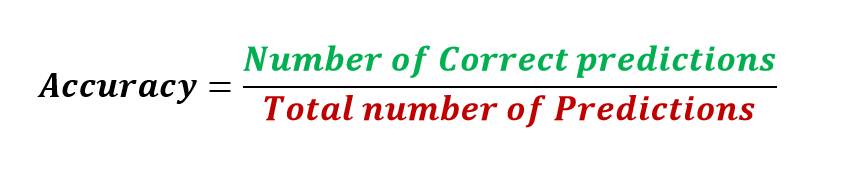 Number of Correct predictions
Accuracy =
Total number of Predictions